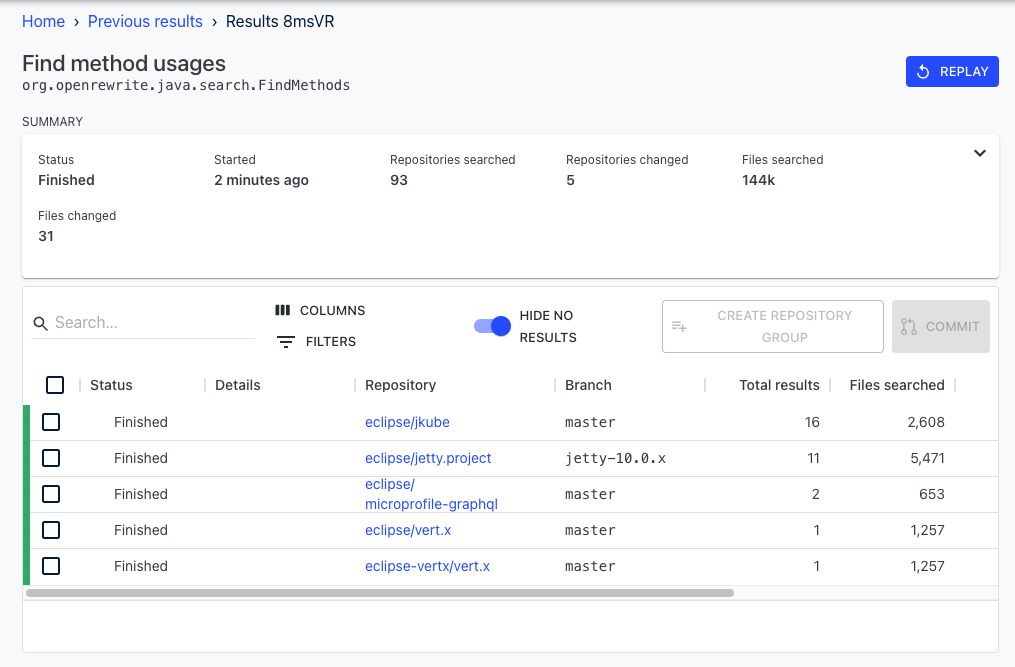 Home › Previous results › Results 8msVR
Find method usages
org.openrewrite.java.search.FindMethods
REPLAY
SUMMARY
Status Started Repositories searched Repositories changed Files searched
Finished 2 minutes ago 93 5 144k
Files changed
31
Search...
COLUMNS
FILTERS
HIDE NO
RESULTS
CREATE REPOSITORY
GROUP
COMMIT
Status Details Repository Branch Total results Files searched
Finished eclipse/jkube master 16 2,608
Finished eclipse/jetty.project jetty-10.0.x 11 5,471
Finished eclipse/
microprofile-graphql master 2 653
Finished eclipse/vert.x master 1 1,257
Finished eclipse-vertx/vert.x master 1 1,257